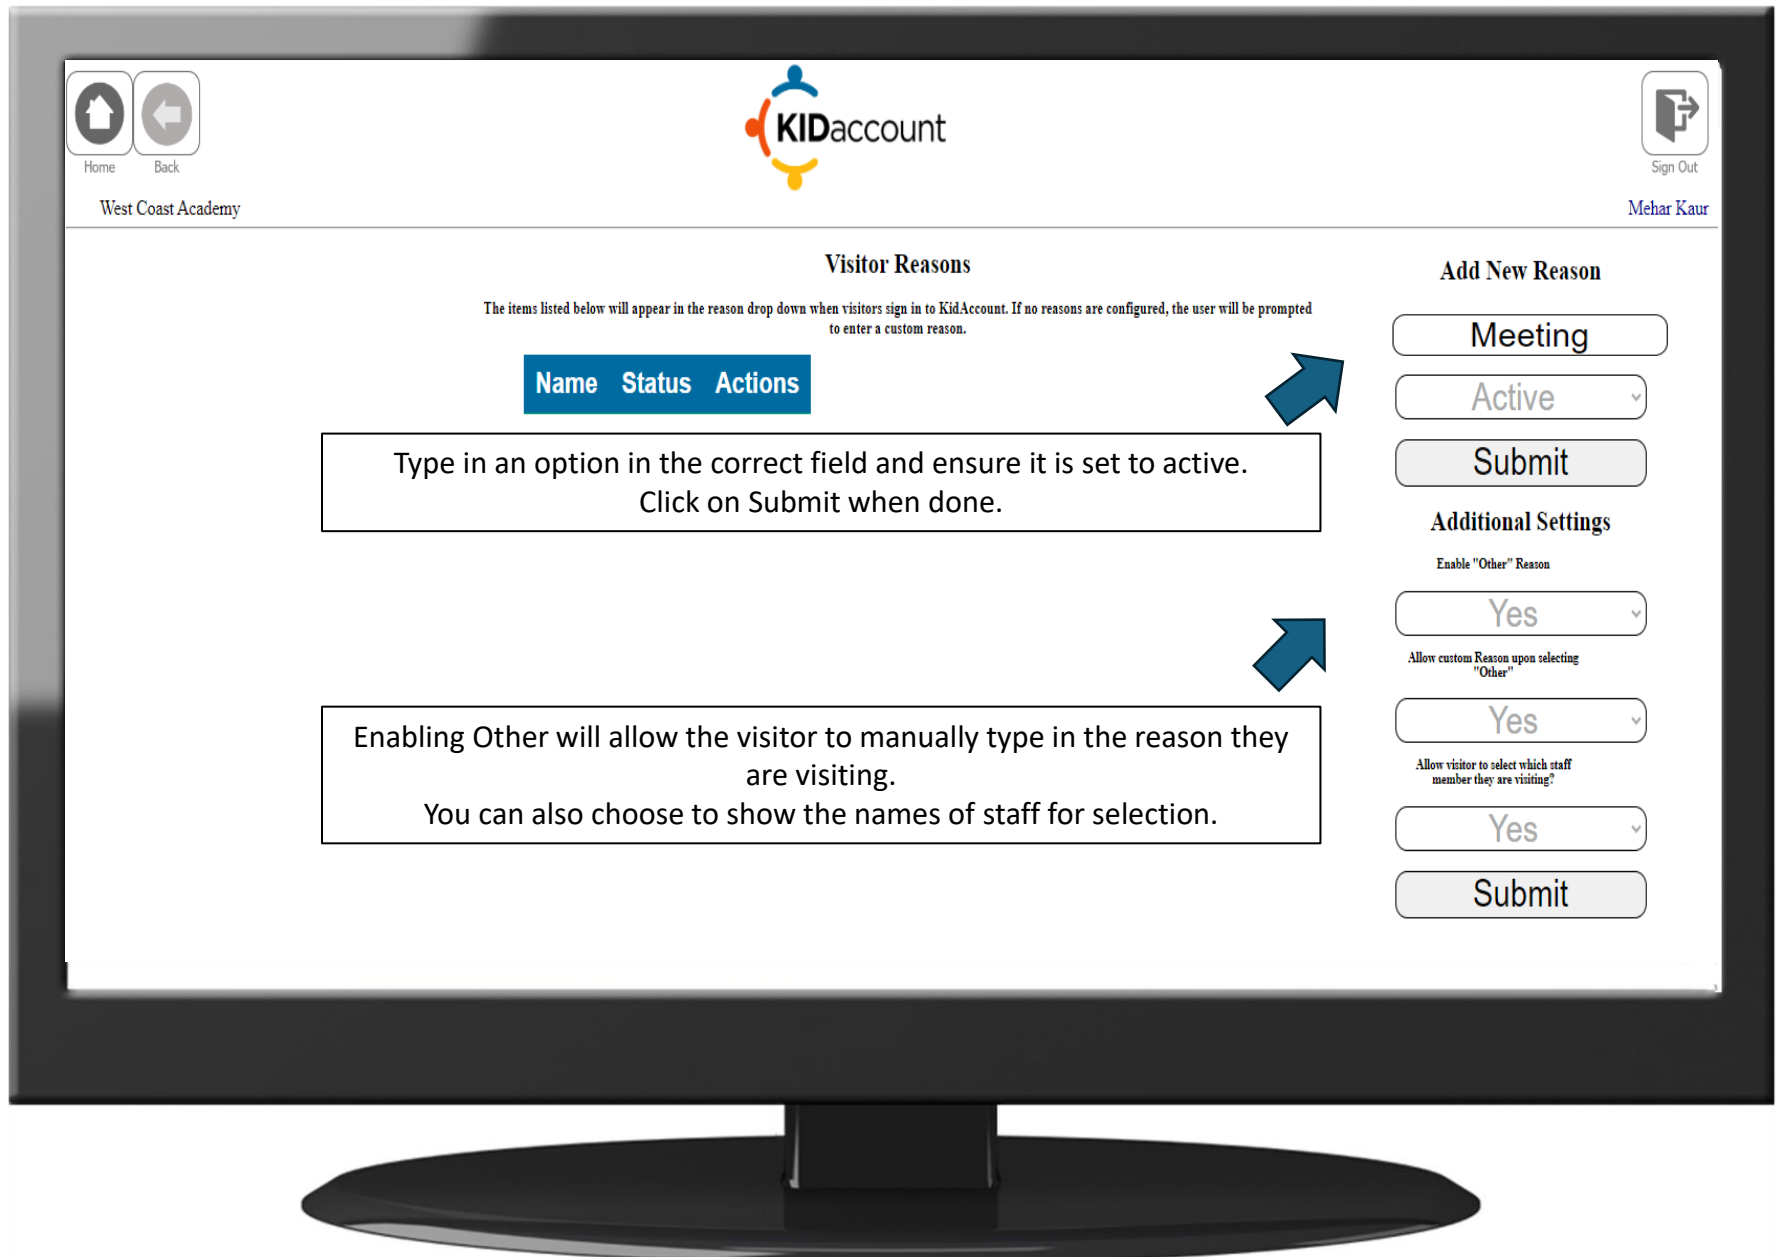 KIDaccount
Home
Back
Sign Out
West Coast Academy
Mehar Kaur
Visitor Reasons
The items listed below will appear in the reason drop down when visitors sign in to KidAccount. If no reasons are configured, the user will be prompted
to enter a custom reason.
Name Status Actions
Type in an option in the correct field and ensure it is set to active.
Click on Submit when done.
Enabling Other will allow the visitor to manually type in the reason they
are visiting.
You can also choose to show the names of staff for selection.
Add New Reason
Meeting
Active
Submit
Additional Settings
Enable "Other" Reason
Yes
Allow custom Reason upon selecting
"Other"
Yes
Allow visitor to select which staff
member they are visiting?
Yes
Submit